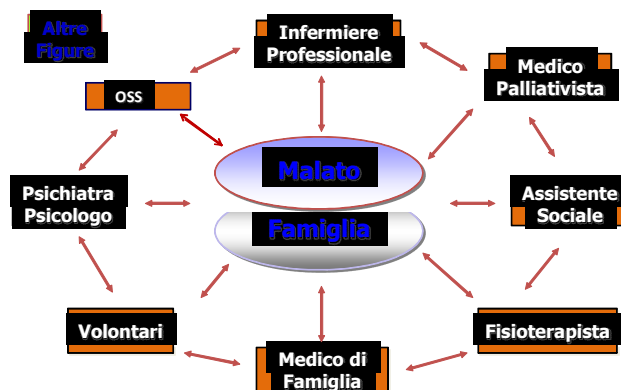 Altre
Figure
Infermiere
Professionale
Medico
Palliativista
OSS
Malato
Psichiatra
Psicologo
Assistente
Sociale
Famiglia
Volontari
Fisioterapista
Medico di
Famiglia